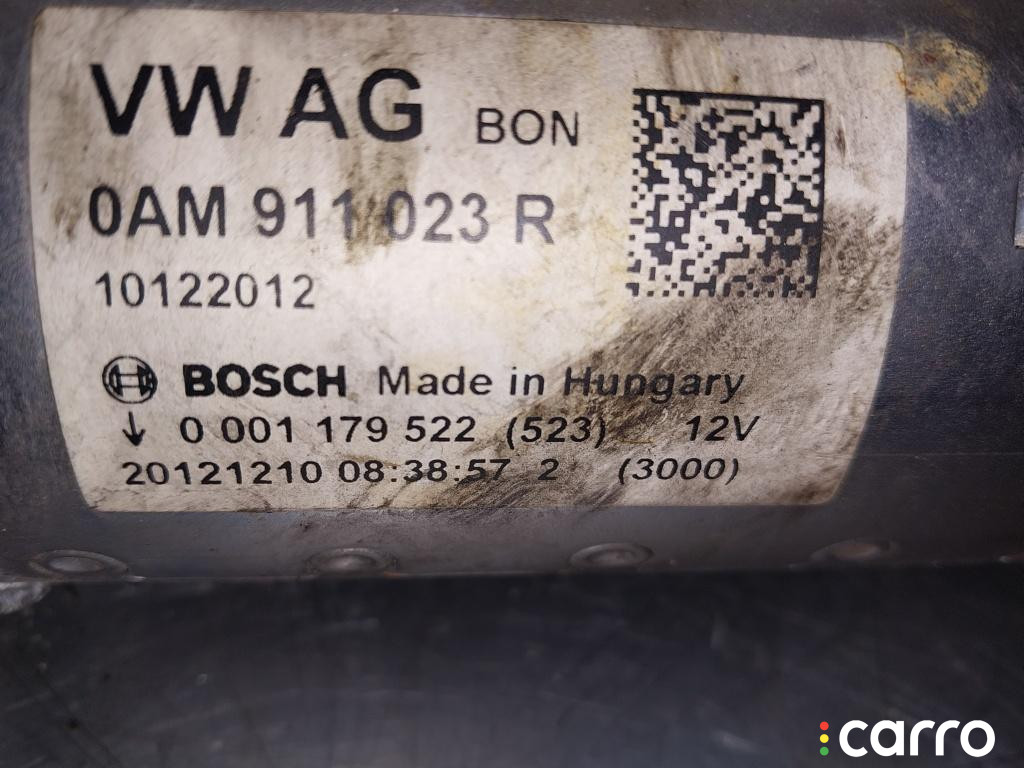 VW AG BON
0AM 911 023 R
10122012
BOSCH Made in Hungary
0 001 179 522 (523) 12V
20121210 08:38:57 2 (3000)
carro